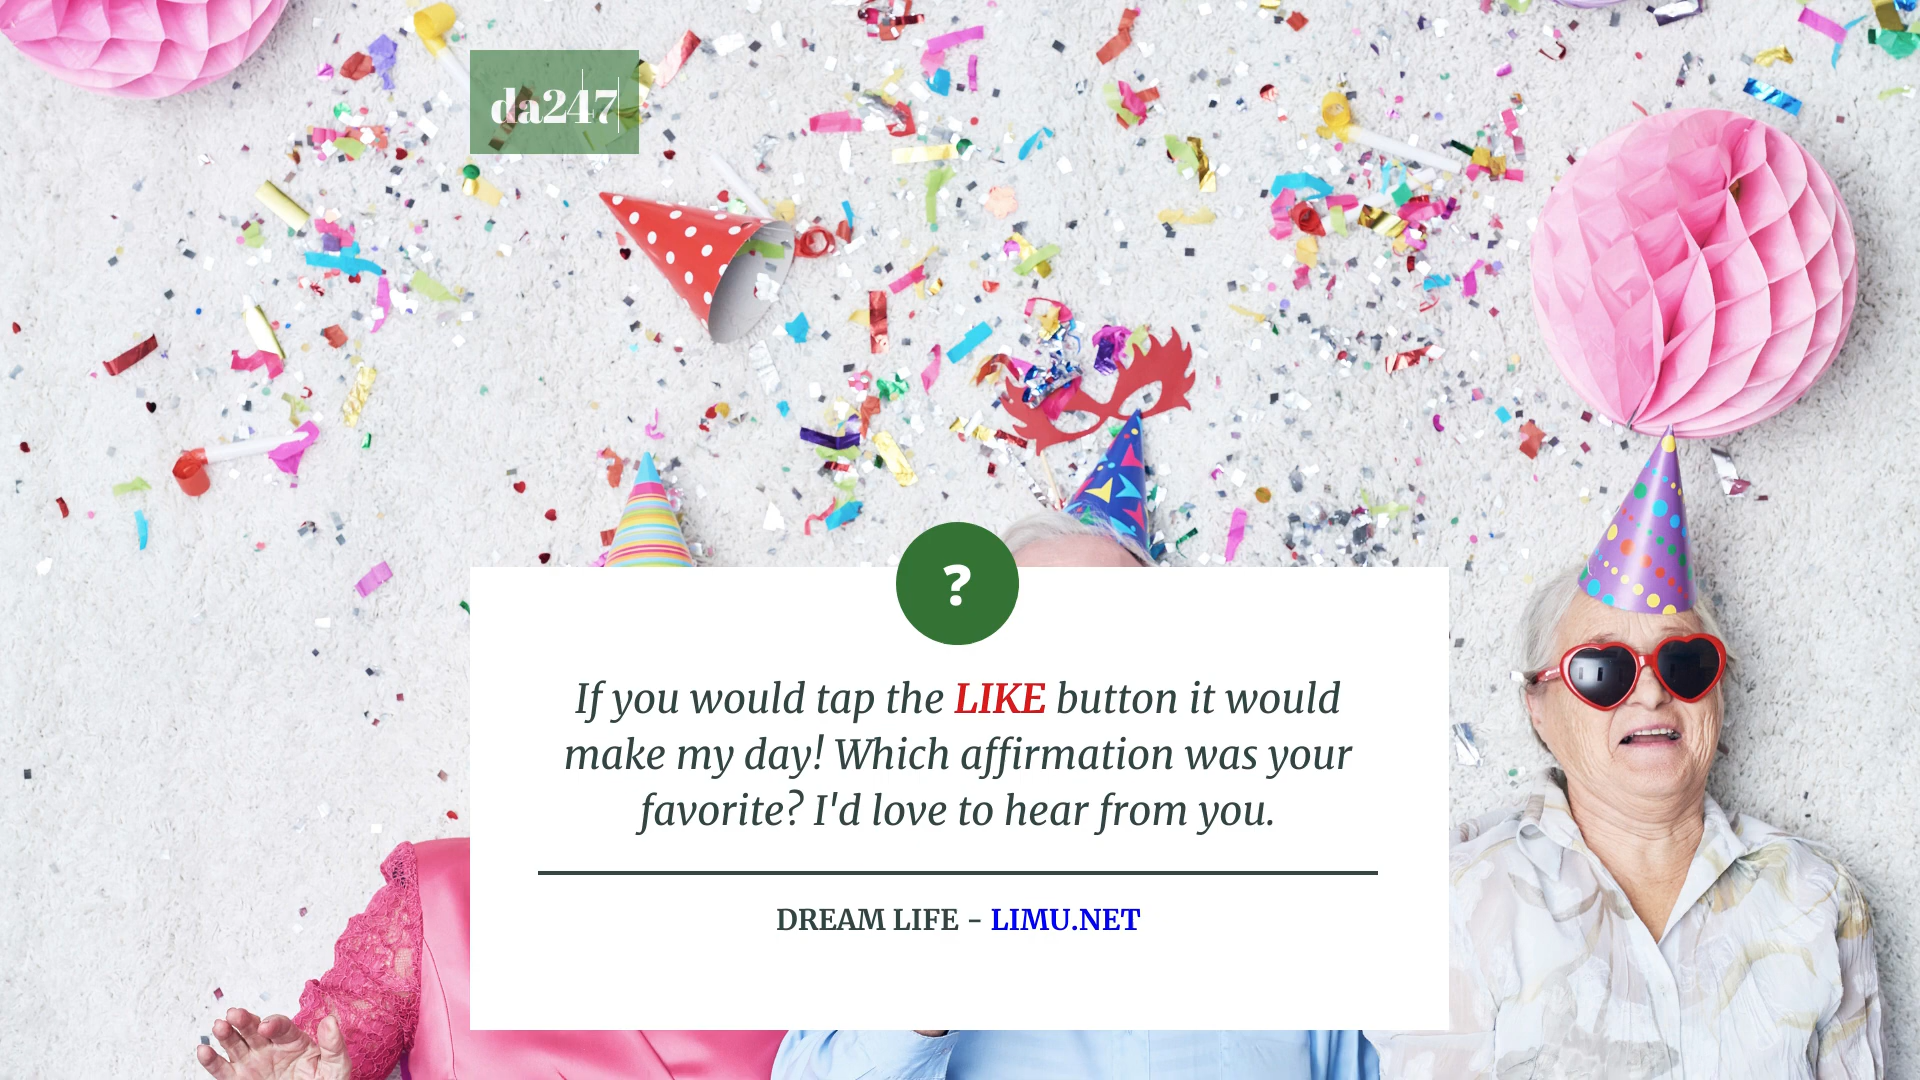 da247
?
If you would tap the LIKE button it would
make my day! Which affirmation was your
favorite? I'd love to hear from you.
DREAM LIFE - LIMU.NET